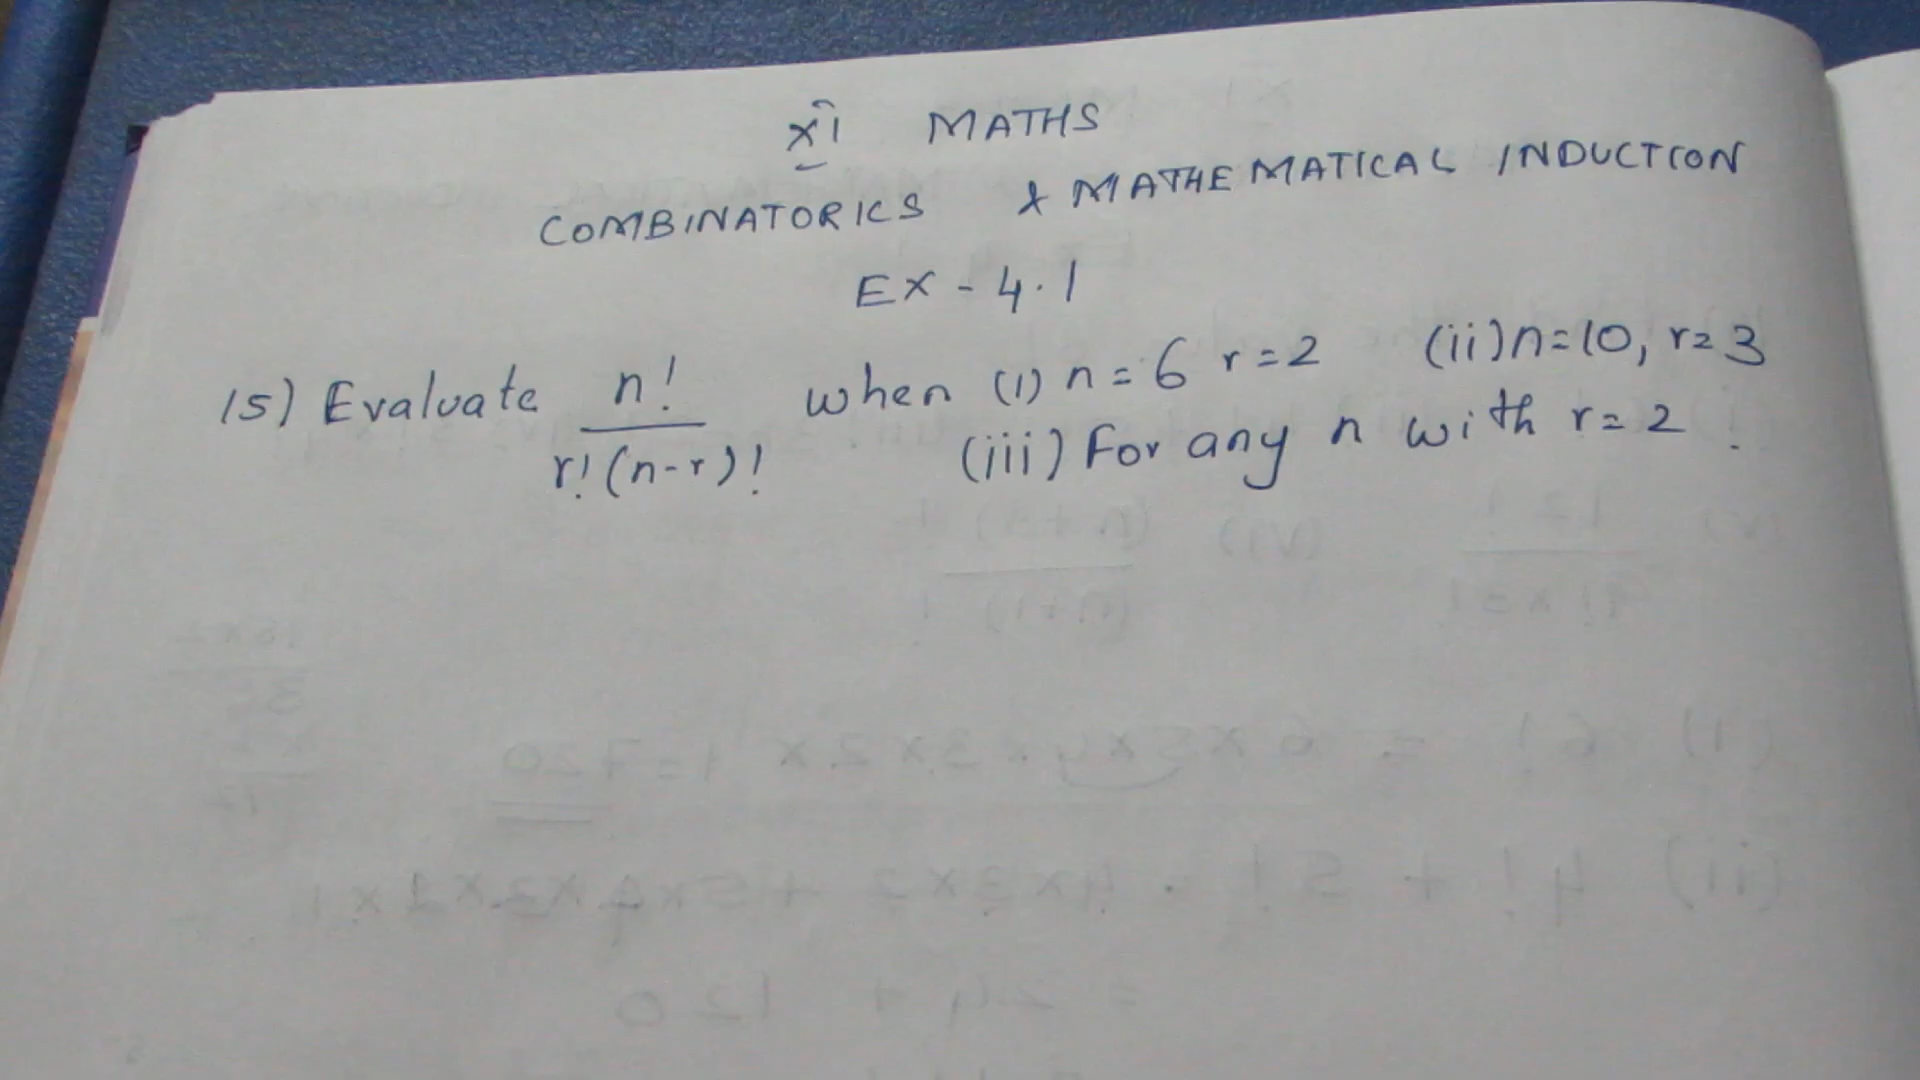 XI MATHS
COMBINATORICS & MATHEMATICAL INDUCTION
EX - 4.1
15) Evaluate n! / r!(n-r)! when (i) n=6 r=2 (ii) n=10, r=3
(iii) For any n with r=2.